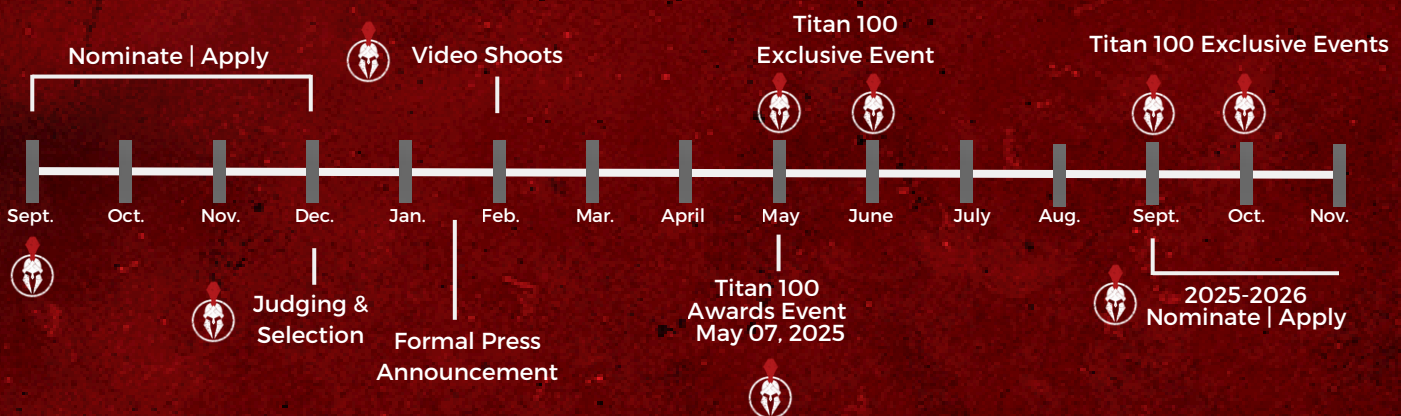 Nominate | Apply
Video Shoots
Titan 100
Exclusive Event
Titan 100 Exclusive Events
Sept.
Oct.
Nov.
Dec.
Jan.
Feb.
Mar.
April
May
June
July
Aug.
Sept.
Oct.
Nov.
Judging &
Selection
Formal Press
Announcement
Titan 100
Awards Event
May 07, 2025
2025-2026
Nominate | Apply